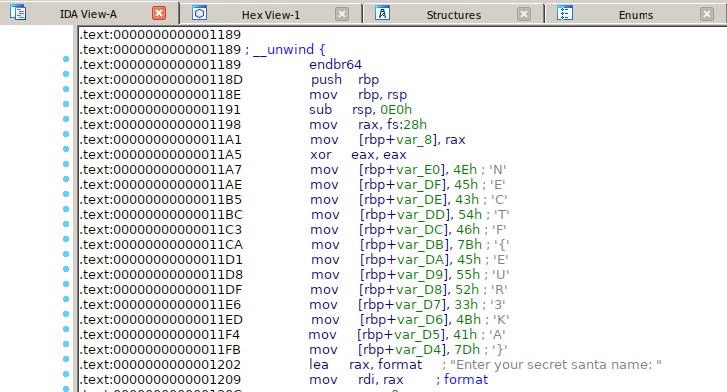 IDA View-A Hex View-1 Structures Enums
.text:0000000000001189
.text:0000000000001189 ; __unwind {
.text:0000000000001189 endbr64
.text:000000000000118D push rbp
.text:000000000000118E mov rbp, rsp
.text:0000000000001191 sub rsp, 0E0h
.text:0000000000001198 mov rax, fs:28h
.text:00000000000011A1 mov [rbp+var_8], rax
.text:00000000000011A5 xor eax, eax
.text:00000000000011A7 mov [rbp+var_E0], 4Eh ; 'N'
.text:00000000000011AE mov [rbp+var_DF], 45h ; 'E'
.text:00000000000011B5 mov [rbp+var_DE], 43h ; 'C'
.text:00000000000011BC mov [rbp+var_DD], 54h ; 'T'
.text:00000000000011C3 mov [rbp+var_DC], 46h ; 'F'
.text:00000000000011CA mov [rbp+var_DB], 7Bh ; '{'
.text:00000000000011D1 mov [rbp+var_DA], 45h ; 'E'
.text:00000000000011D8 mov [rbp+var_D9], 55h ; 'U'
.text:00000000000011DF mov [rbp+var_D8], 52h ; 'R'
.text:00000000000011E6 mov [rbp+var_D7], 33h ; '3'
.text:00000000000011ED mov [rbp+var_D6], 4Bh ; 'K'
.text:00000000000011F4 mov [rbp+var_D5], 41h ; 'A'
.text:00000000000011FB mov [rbp+var_D4], 7Dh ; '}'
.text:0000000000001202 lea rax, format ; "Enter your secret santa name: "
.text:0000000000001209 mov rdi, rax ; format